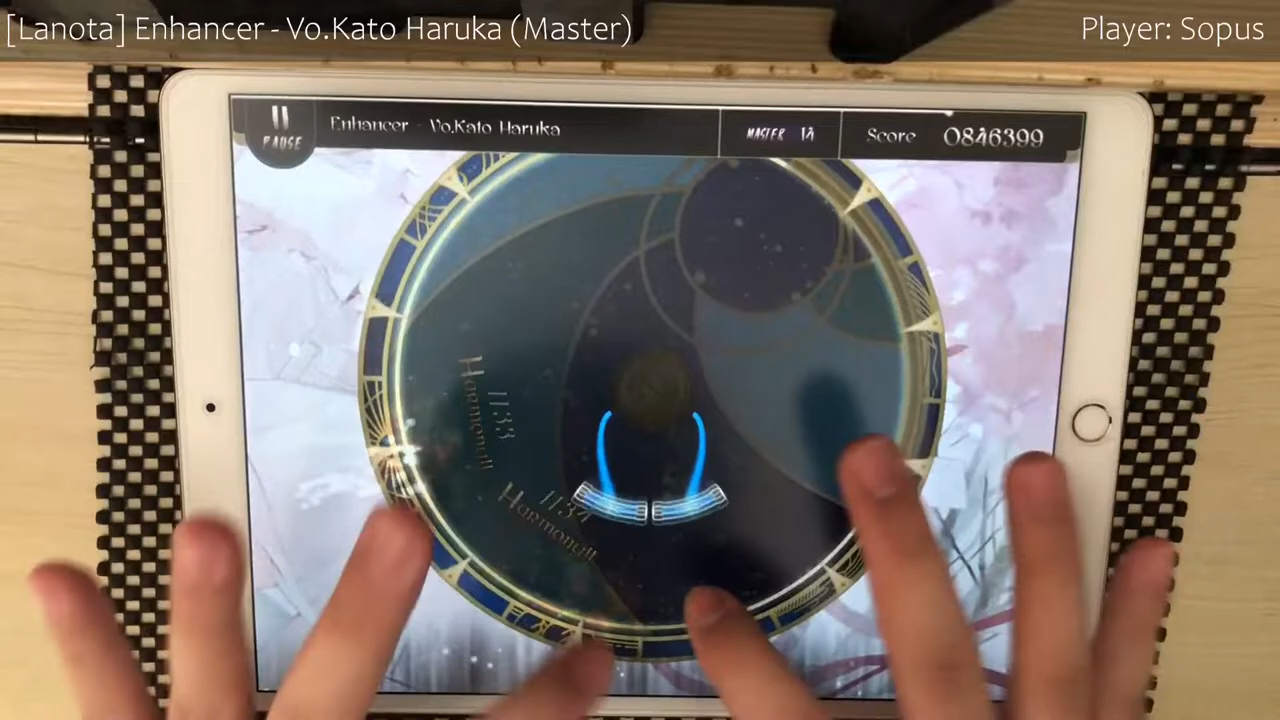 [Lanota] Enhancer - Vo.Kato Haruka (Master)
Player: Sopus
PAUSE
Enhancer - Vo.Kato Haruka
MASTER
Score 0846399
1133
Harmony!!
1134
Harmony!!